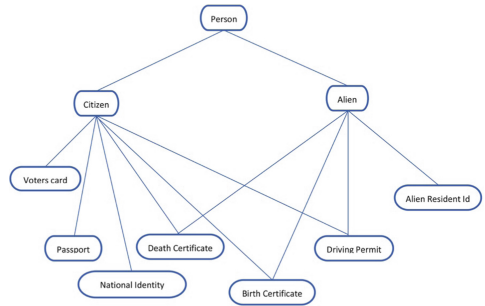 Person
Citizen
Alien
Voters card
Alien Resident Id
Passport
Death Certificate
Driving Permit
National Identity
Birth Certificate